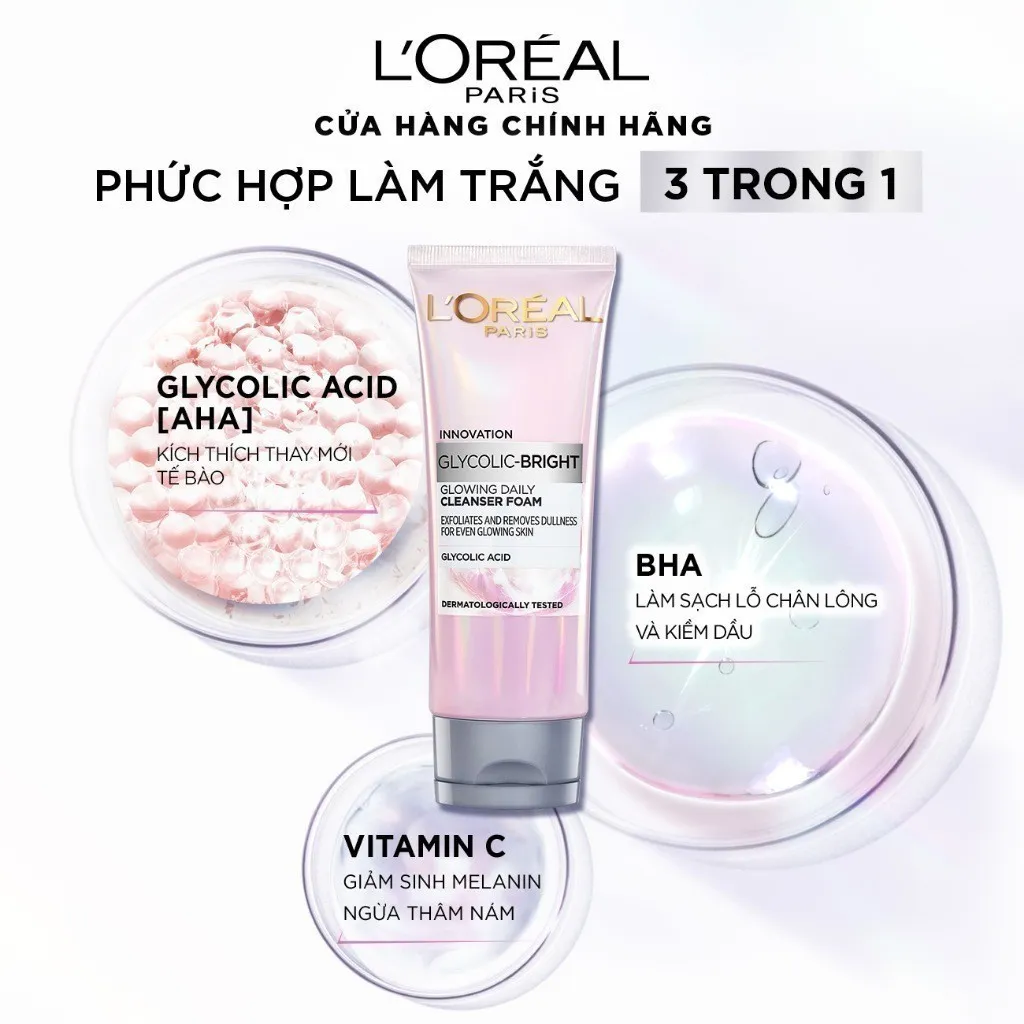 L'ORÉAL
PARiS
CỬA HÀNG CHÍNH HÃNG
PHỨC HỢP LÀM TRẮNG 3 TRONG 1
L'ORÉAL
PARiS
GLYCOLIC ACID
[AHA]
KÍCH THÍCH THAY MỚI
TẾ BÀO
INNOVATION
GLYCOLIC-BRIGHT
GLOWING DAILY
CLEANSER FOAM
EXFOLIATES AND REMOVES DULLNESS
FOR EVEN GLOWING SKIN
GLYCOLIC ACID
DERMATOLOGICALLY TESTED
BHA
LÀM SẠCH LỖ CHÂN LÔNG
VÀ KIỀM DẦU
VITAMIN C
GIẢM SINH MELANIN
NGỪA THÂM NÁM